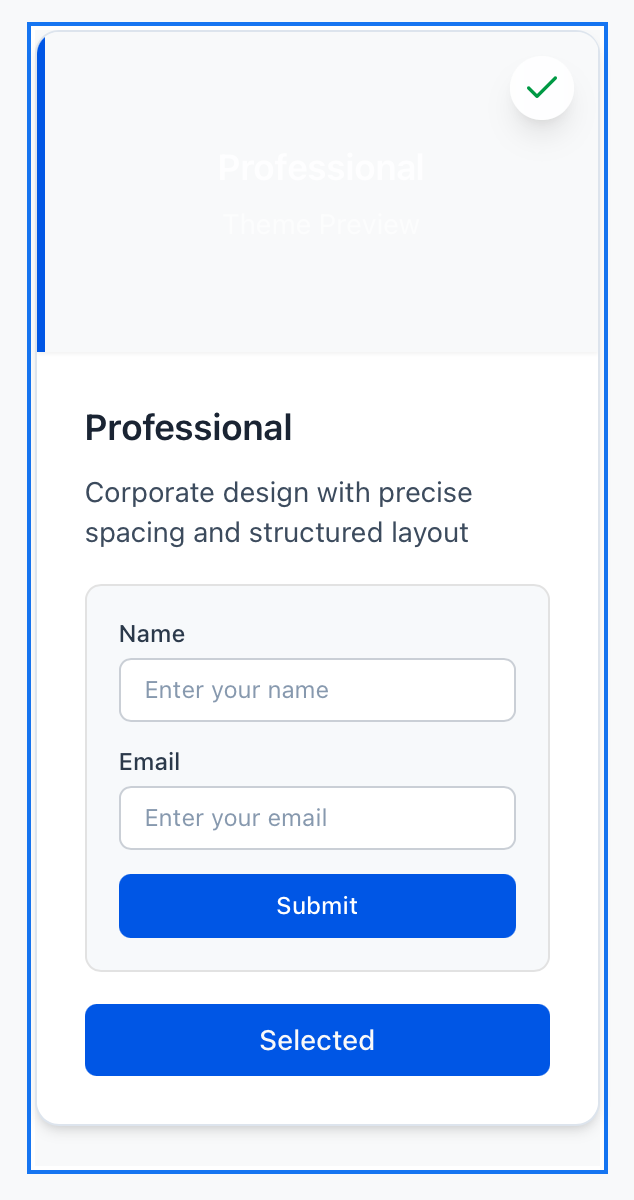 Professional
Theme Preview
Professional
Corporate design with precise
spacing and structured layout
Name
Enter your name
Email
Enter your email
Submit
Selected